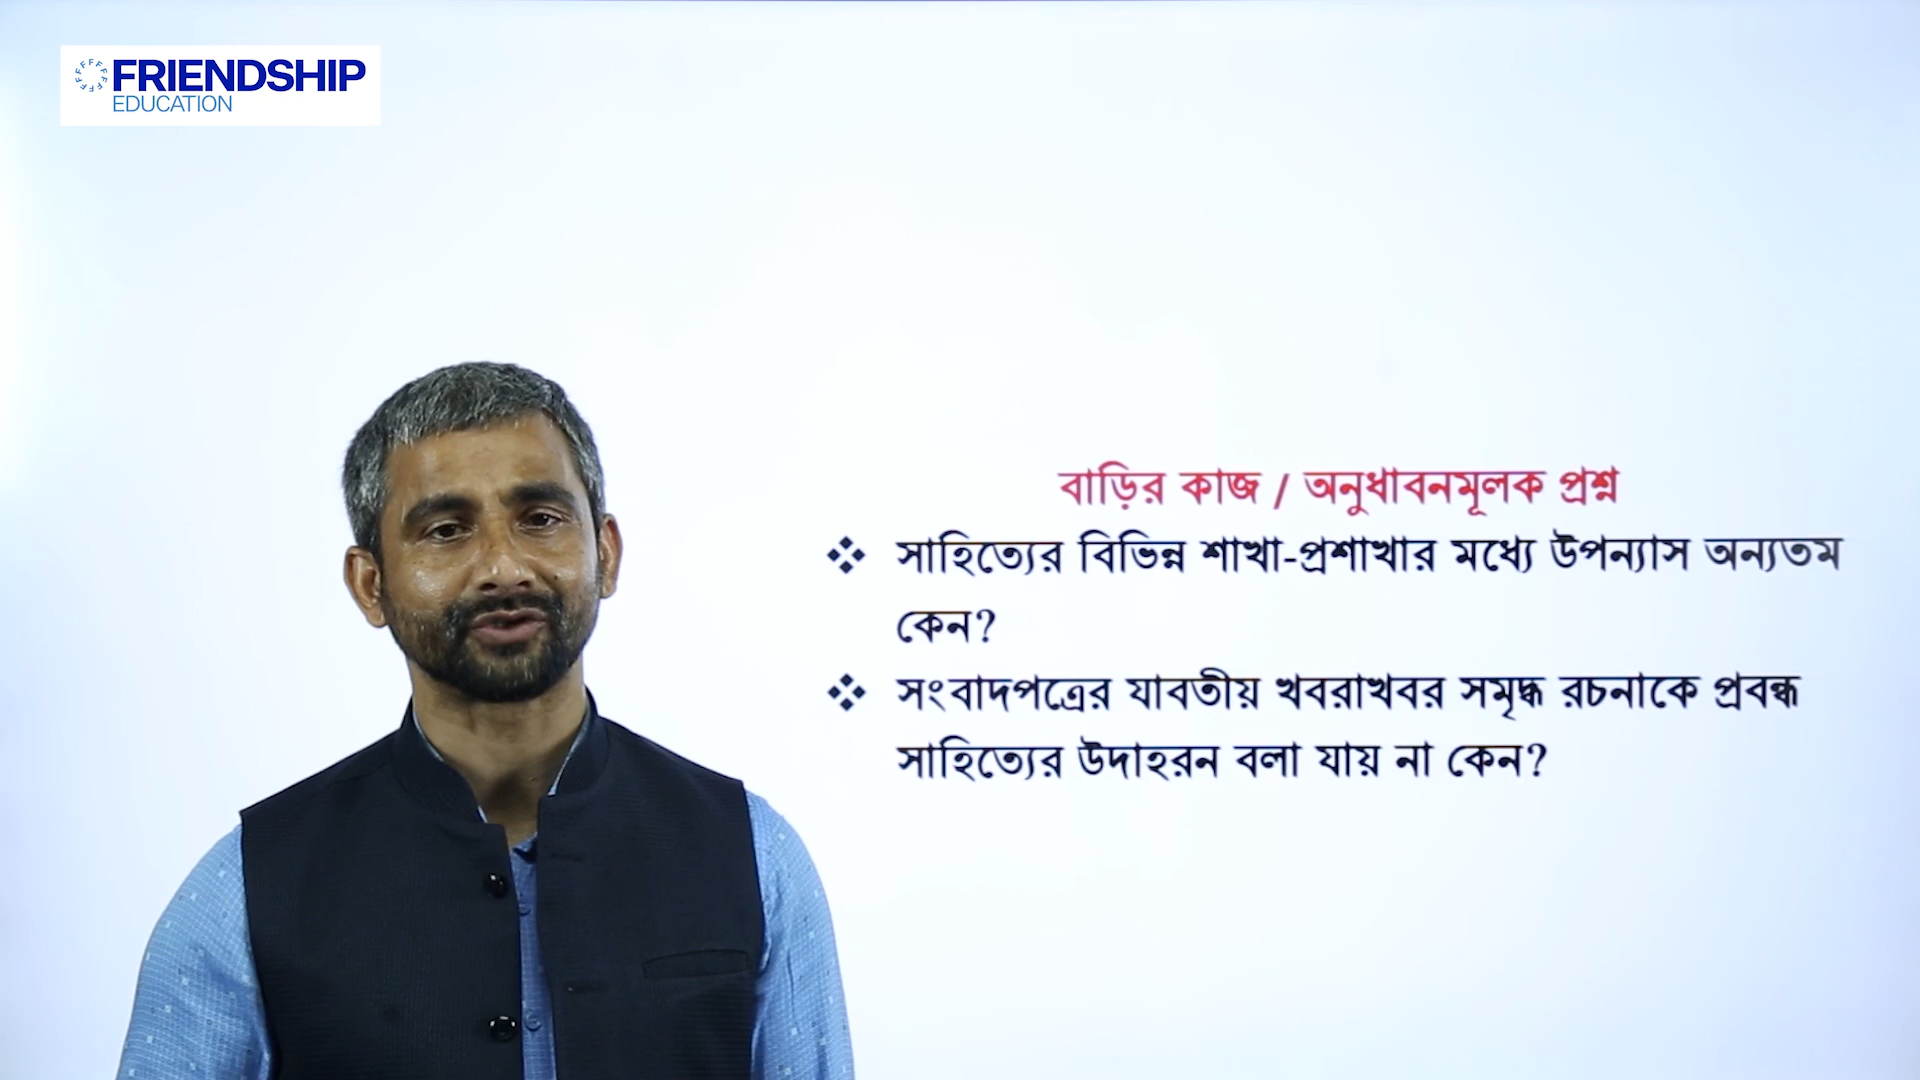 FRIENDSHIP
EDUCATION
বাড়ির কাজ / অনুধাবনমূলক প্রশ্ন
❖ সাহিত্যের বিভিন্ন শাখা-প্রশাখার মধ্যে উপন্যাস অন্যতম
কেন?
❖ সংবাদপত্রের যাবতীয় খবরাখবর সমৃদ্ধ রচনাকে প্রবন্ধ
সাহিত্যের উদাহরন বলা যায় না কেন?